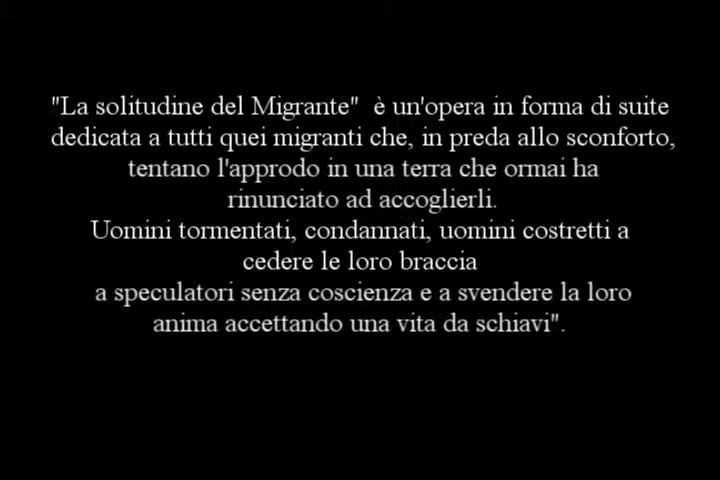 "La solitudine del Migrante"  è un'opera in forma di suite
dedicata a tutti quei migranti che, in preda allo sconforto,
tentano l'approdo in una terra che ormai ha
rinunciato ad accoglierli.
Uomini tormentati, condannati, uomini costretti a
cedere le loro braccia
a speculatori senza coscienza e a svendere la loro
anima accettando una vita da schiavi".